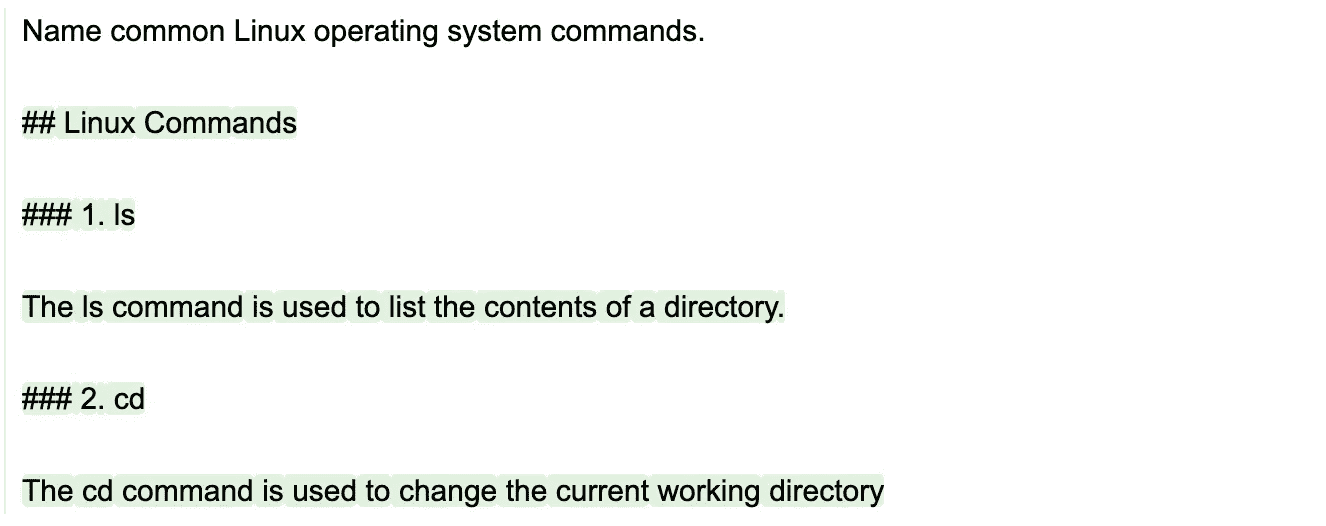 Name common Linux operating system commands.
## Linux Commands
### 1. ls
The ls command is used to list the contents of a directory.
### 2. cd
The cd command is used to change the current working directory